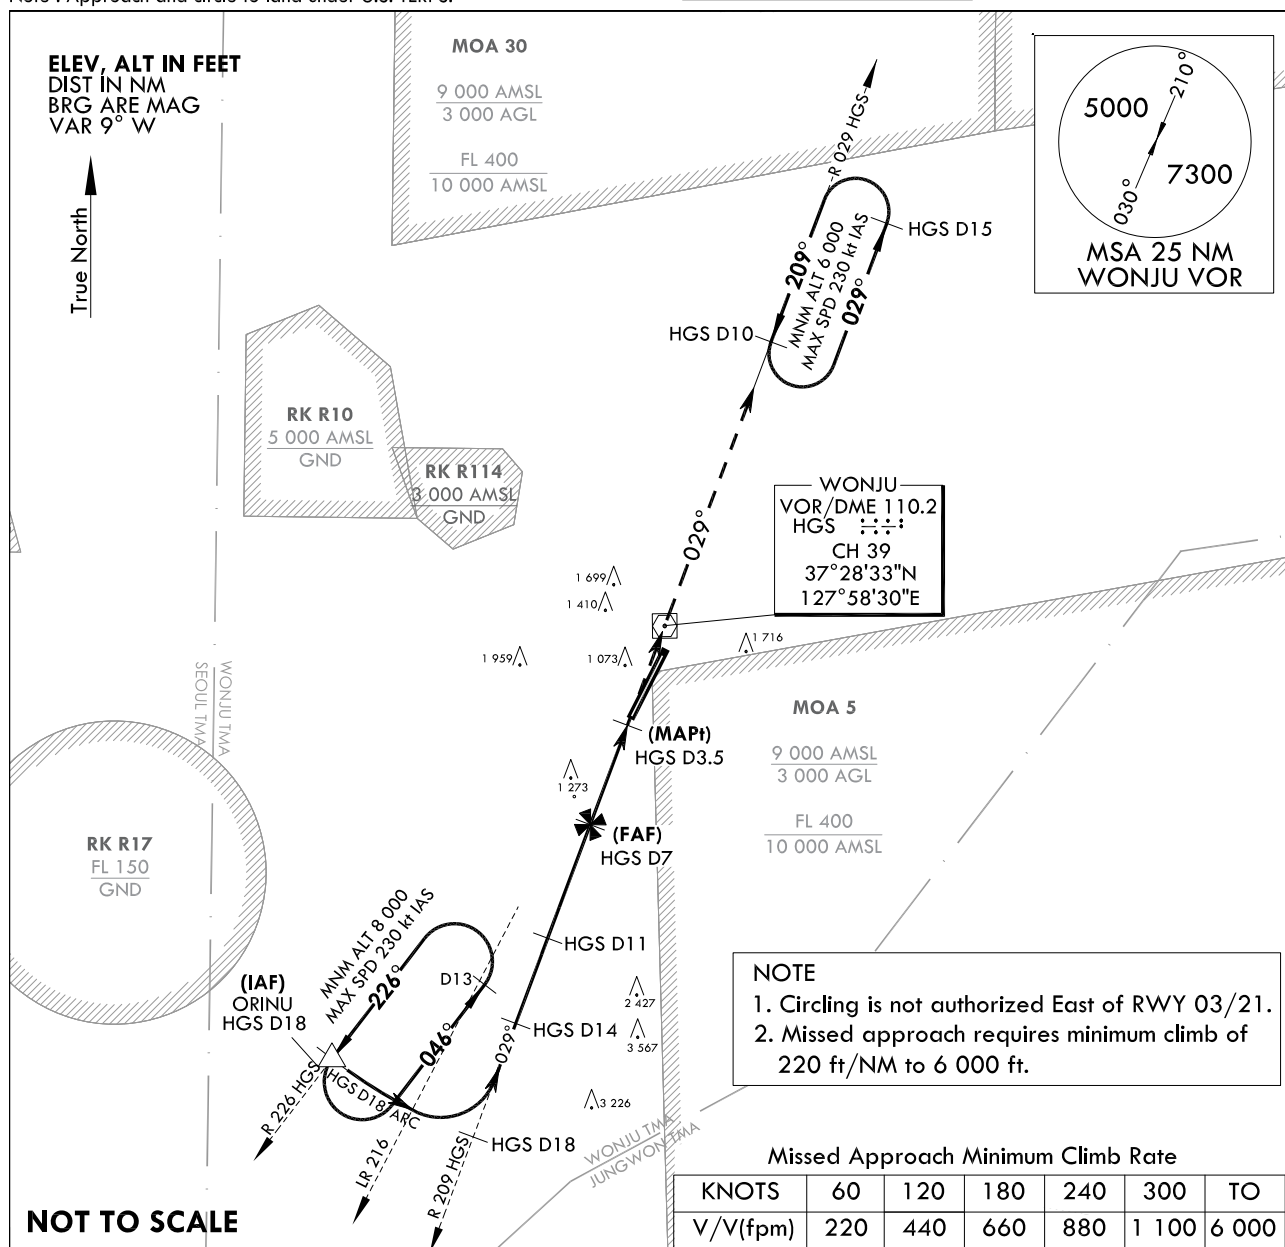 ELEV, ALT IN FEET
DIST IN NM
BRG ARE MAG
VAR 9° W
True North
MOA 30
9 000 AMSL
3 000 AGL
FL 400
10 000 AMSL
R 029 HGS
5000
210°
7300
030°
MSA 25 NM
WONJU VOR
HGS D15
209°
MNM ALT 6 000
MAX SPD 230 kt IAS
029°
HGS D10
RK R10
5 000 AMSL
GND
RK R114
3 000 AMSL
GND
029°
WONJU
VOR/DME 110.2
HGS
CH 39
37°28'33"N
127°58'30"E
1 699
1 410
1 959
1 073
1 716
SEOUL TMA
WONJU TMA
(MAPt)
HGS D3.5
MOA 5
9 000 AMSL
3 000 AGL
FL 400
10 000 AMSL
1 273
(FAF)
HGS D7
RK R17
FL 150
GND
HGS D11
MNM ALT 8 000
MAX SPD 230 kt IAS
226°
D13
(IAF)
ORINU
HGS D18
046°
029°
HGS D14
2 427
3 567
3 226
HGS D18 ARC
R 226 HGS
LR 216
R 209 HGS
HGS D18
WONJU TMA
JUNGWON TMA
NOTE
1. Circling is not authorized East of RWY 03/21.
2. Missed approach requires minimum climb of
220 ft/NM to 6 000 ft.
Missed Approach Minimum Climb Rate
KNOTS 60 120 180 240 300 TO
V/V(fpm) 220 440 660 880 1 100 6 000
NOT TO SCALE